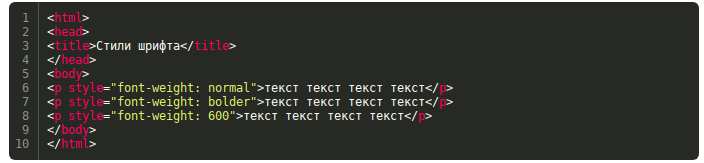 1 <html>
2 <head>
3 <title>Стили шрифта</title>
4 </head>
5 <body>
6 <p style="font-weight: normal">текст текст текст текст</p>
7 <p style="font-weight: bolder">текст текст текст текст</p>
8 <p style="font-weight: 600">текст текст текст текст</p>
9 </body>
10 </html>